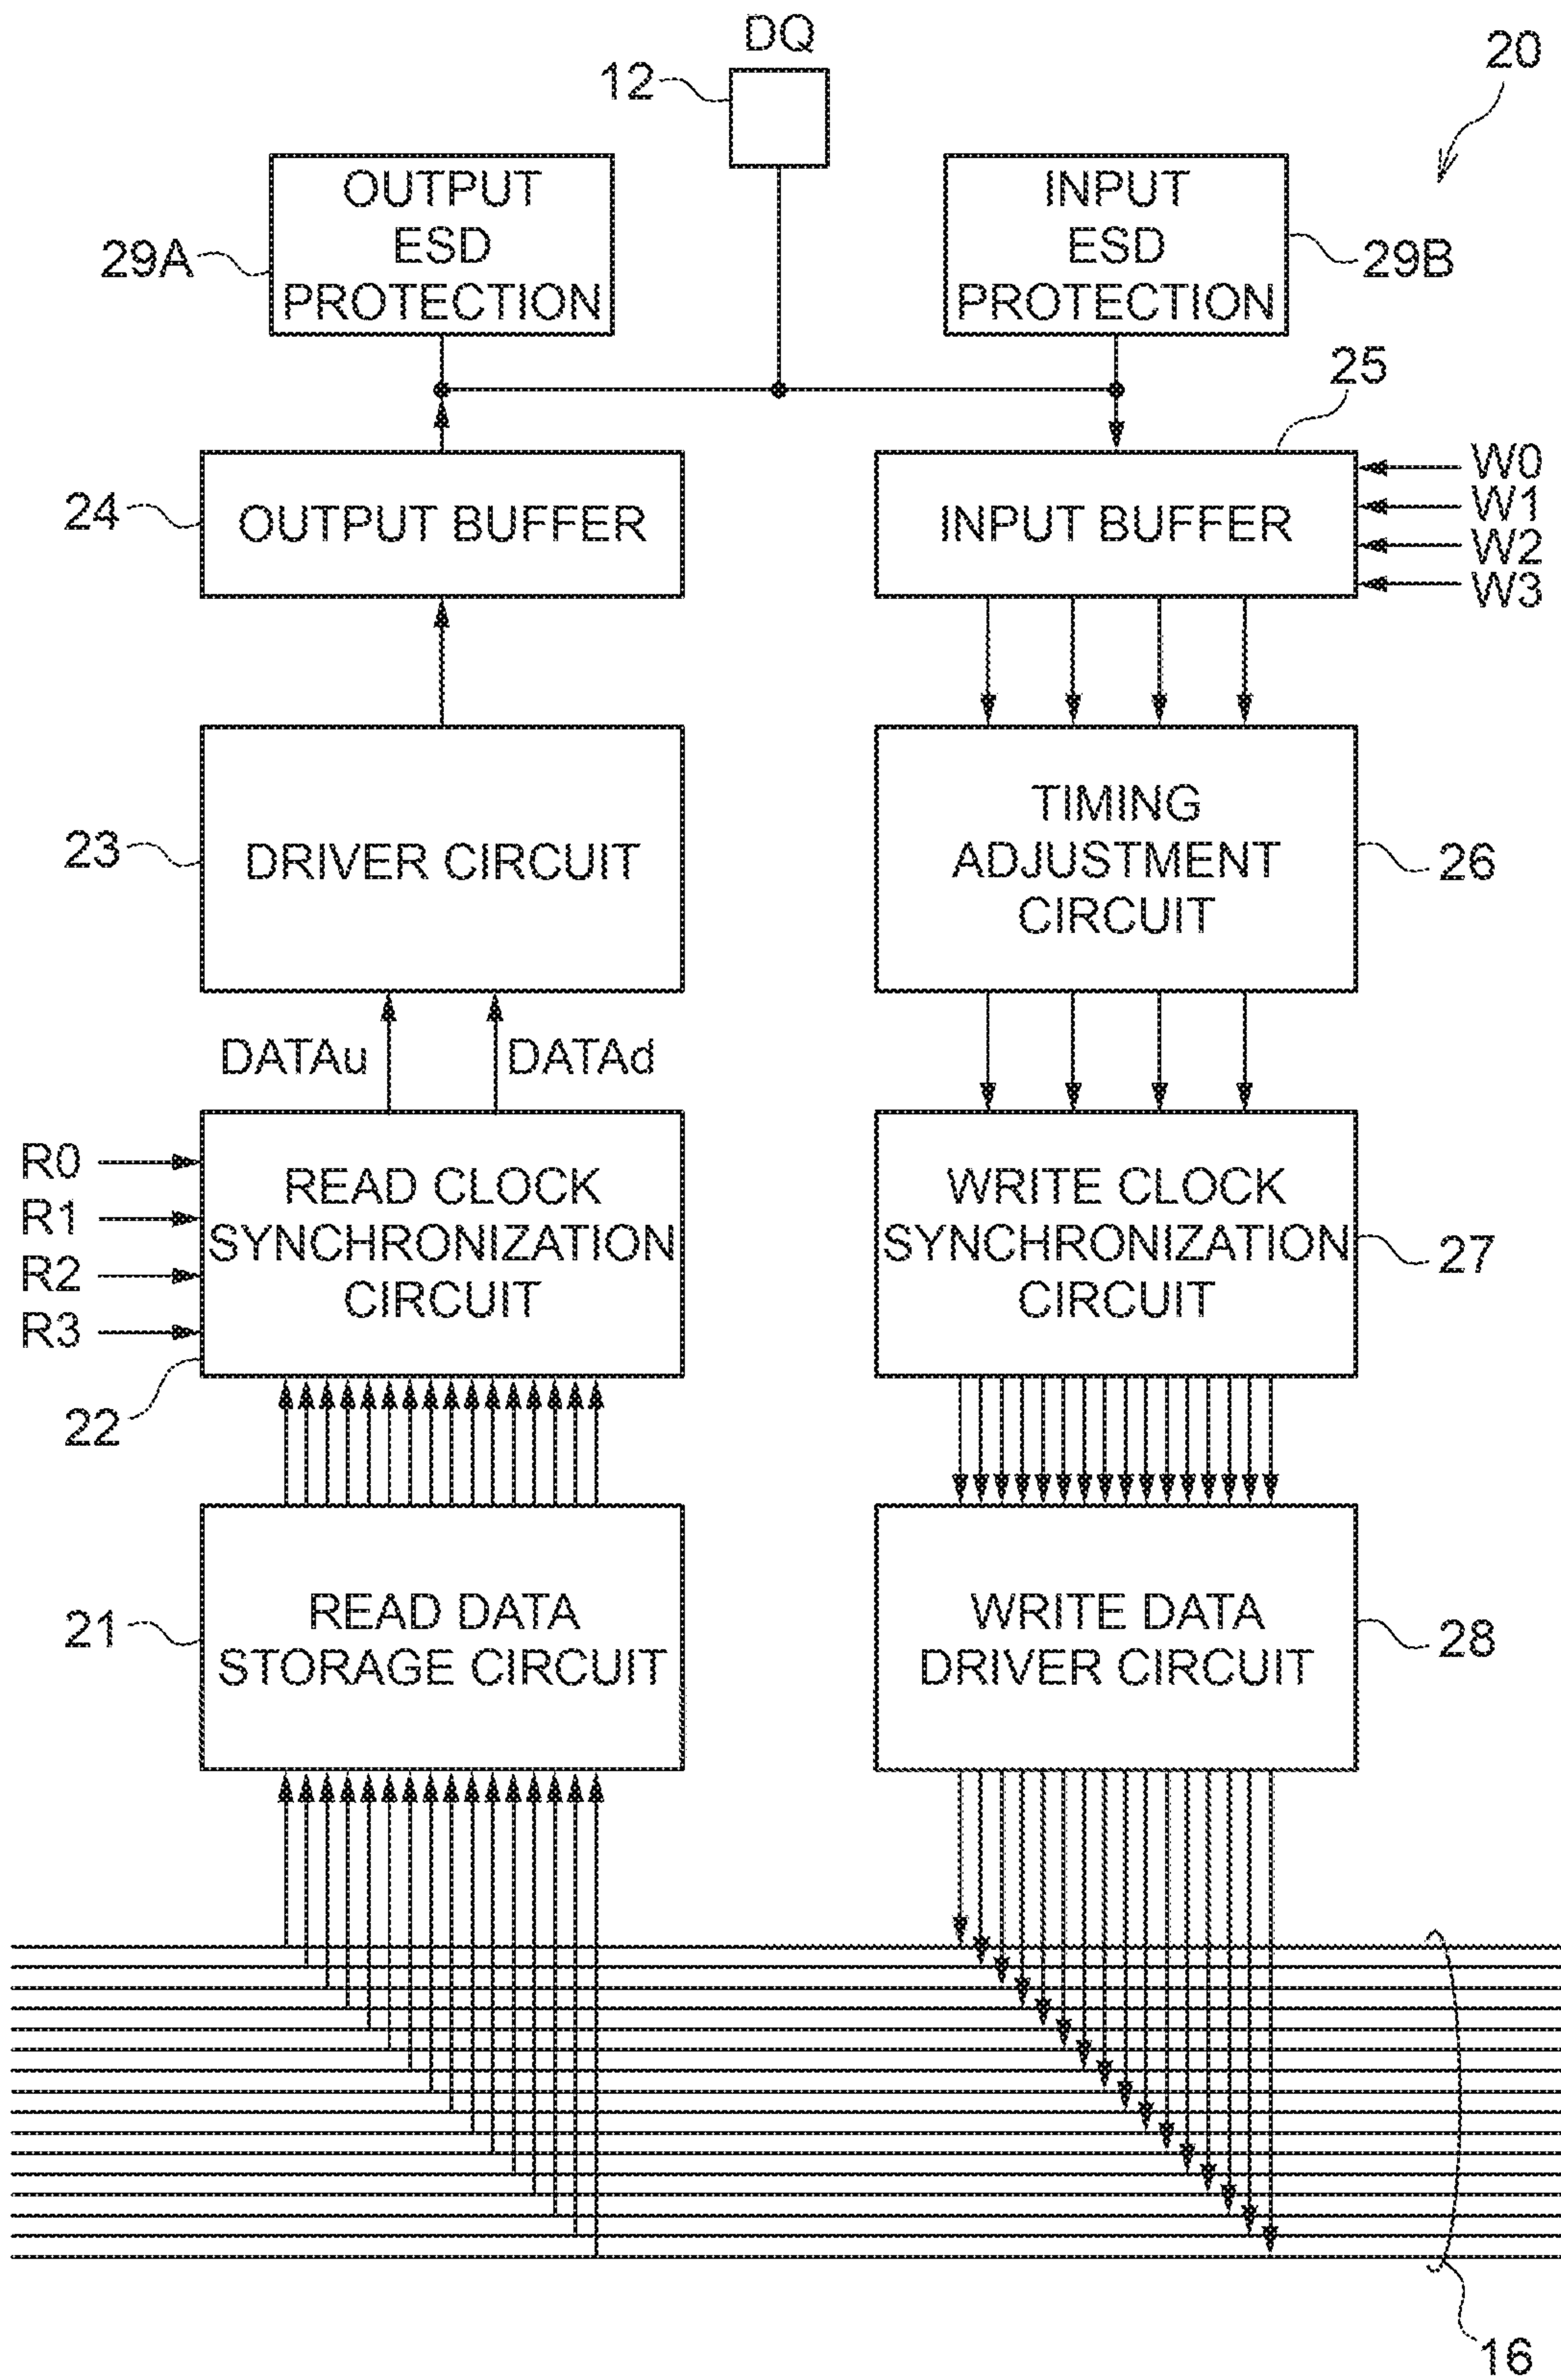 DQ
12
20
OUTPUT
ESD
PROTECTION
29A
INPUT
ESD
PROTECTION
29B
25
24
OUTPUT BUFFER
INPUT BUFFER
W0
W1
W2
W3
23
DRIVER CIRCUIT
TIMING
ADJUSTMENT
CIRCUIT
26
DATAu
DATAd
R0
R1
R2
R3
READ CLOCK
SYNCHRONIZATION
CIRCUIT
22
WRITE CLOCK
SYNCHRONIZATION
CIRCUIT
27
21
READ DATA
STORAGE CIRCUIT
WRITE DATA
DRIVER CIRCUIT
28
16